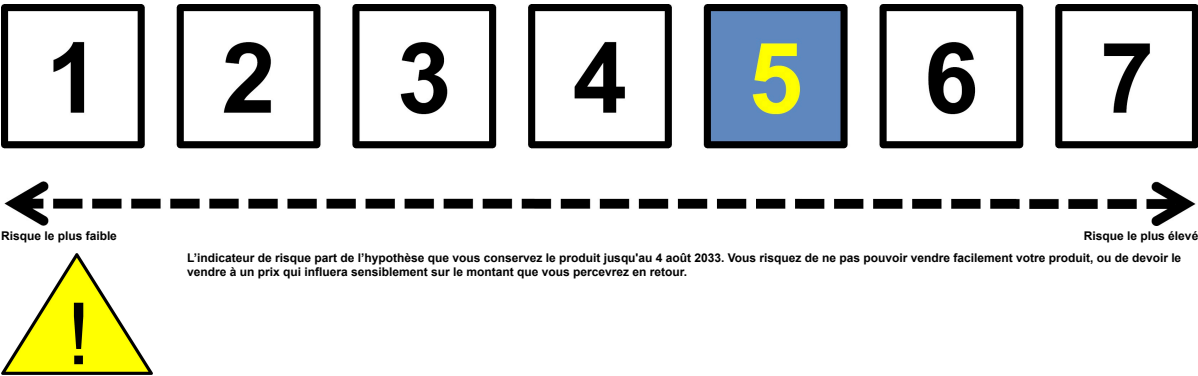 1 2 3 4 5 6 7
Risque le plus faible Risque le plus élevé
L'indicateur de risque part de l'hypothèse que vous conservez le produit jusqu'au 4 août 2033. Vous risquez de ne pas pouvoir vendre facilement votre produit, ou de devoir le
vendre à un prix qui influera sensiblement sur le montant que vous percevrez en retour.
!